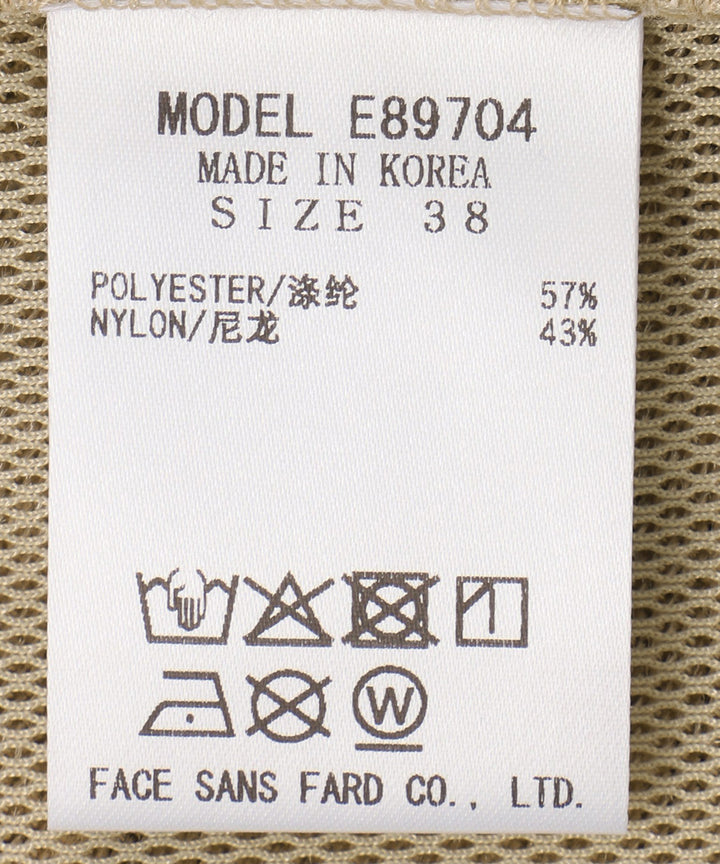 MODEL E89704
MADE IN KOREA
SIZE 38
POLYESTER/涤纶 57%
NYLON/尼龙 43%
W
FACE SANS FARD CO., LTD.